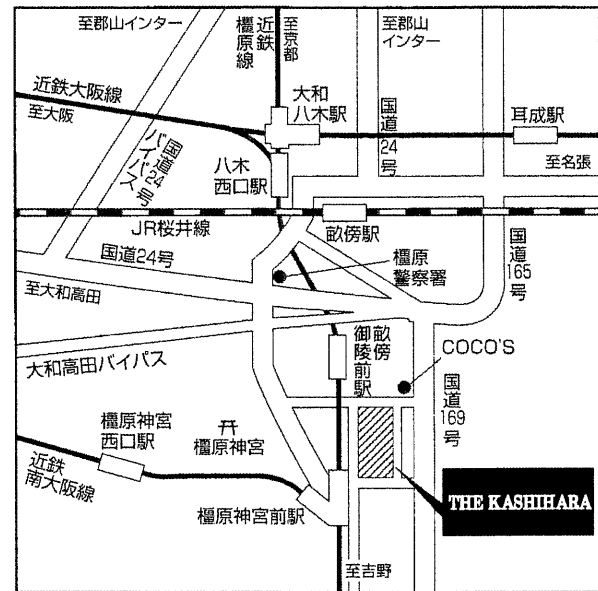 至郡山インター
近鉄
橿原線
至京都
至郡山
インター
近鉄大阪線
至大阪
大和
八木駅
国道24号
耳成駅
国道24号
バイパス
八木
西口駅
至名張
JR桜井線
畝傍駅
国道24号
橿原
警察署
国道165号
至大和高田
大和高田バイパス
畝傍
御陵前駅
COCO'S
国道169号
橿原神宮
西口駅
橿原神宮
近鉄
南大阪線
橿原神宮前駅
THE KASHIHARA
至吉野